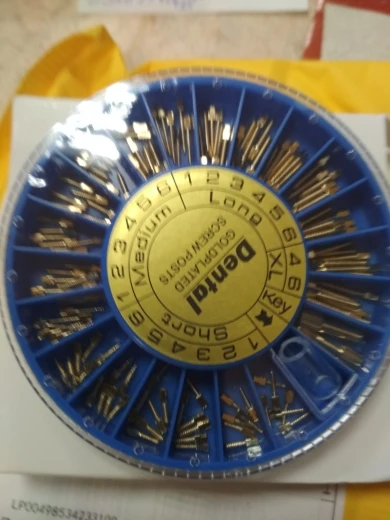 Dental
GOLDPLATED
SCREW POSTS
1 2 3 4 5 6
Long
4 6
XL
Key
1 2 3 4 5 6
Short
1 2 3 4 5 6
Medium